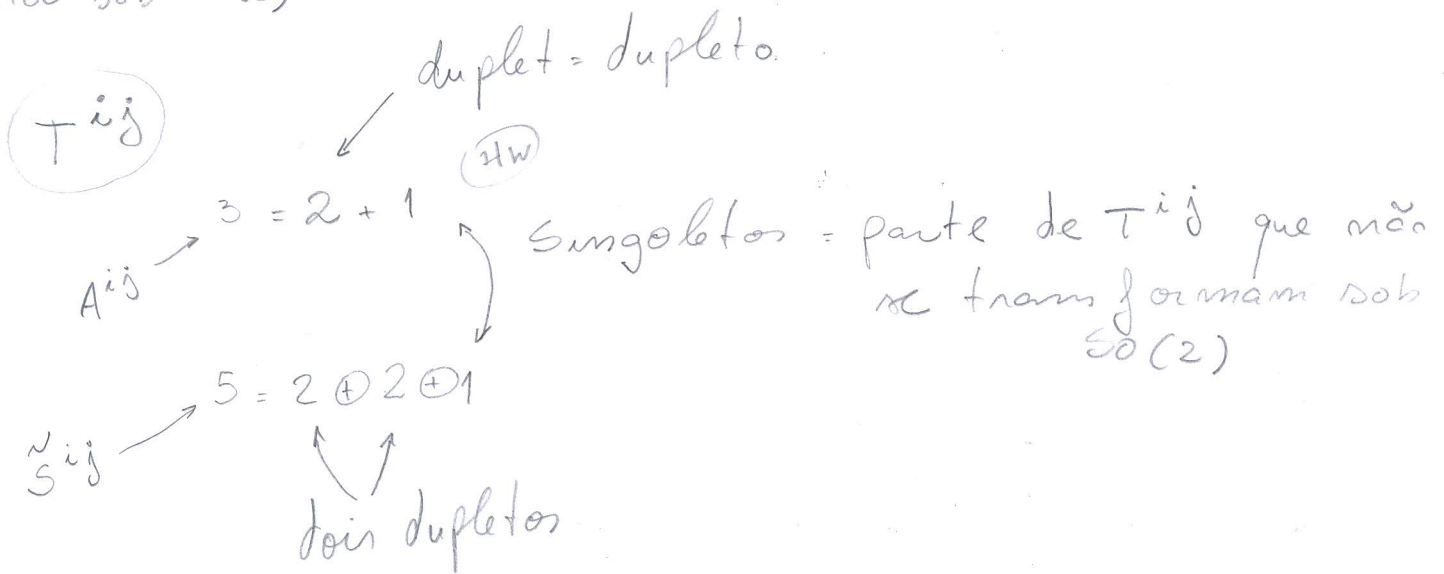 duplet = dupleto.
T^{ij}
HW
3 = 2 + 1
A^{ij}
Singoletos = parte de T^{ij} que não
se transformam sob
SO(2)
5 = 2 ⊕ 2 ⊕ 1
S̃^{ij}
dois dupletos